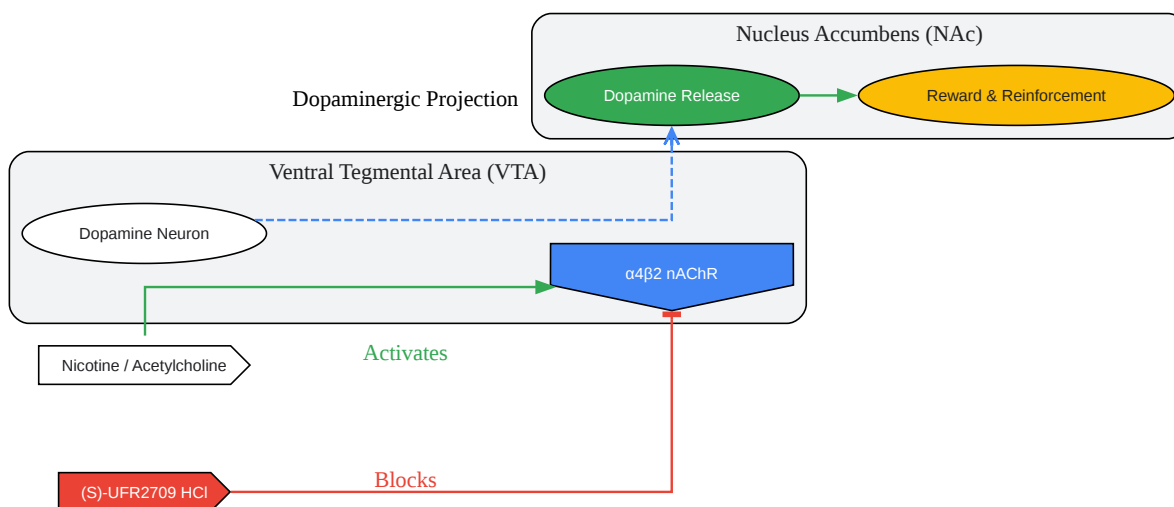 Nucleus Accumbens (NAc)
Dopaminergic Projection
Dopamine Release
Reward & Reinforcement
Ventral Tegmental Area (VTA)
Dopamine Neuron
α4β2 nAChR
Activates
Nicotine / Acetylcholine
Blocks
(S)-UFR2709 HCl